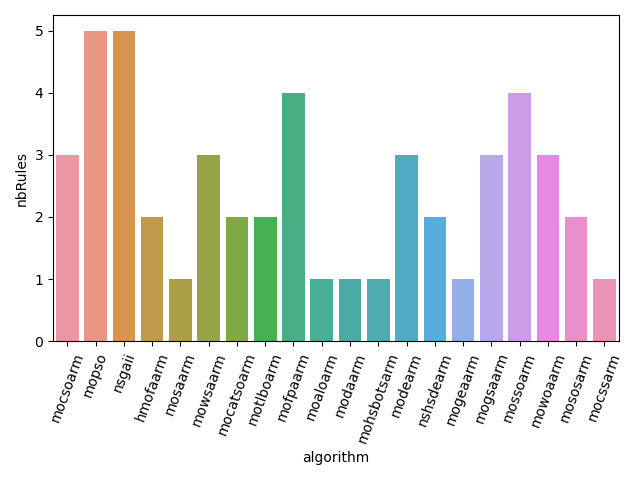 nbRules
5
4
3
2
1
0
mocsoarm
mopso
nsgaii
hmofaarm
mosaarm
mowsaarm
mocatsoarm
motlboarm
mofpaarm
moaloarm
modaarm
mohsbotsarm
modearm
nshsdearm
mogeaarm
mogsaarm
mossoarm
mowoaarm
mososarm
mocssarm
algorithm